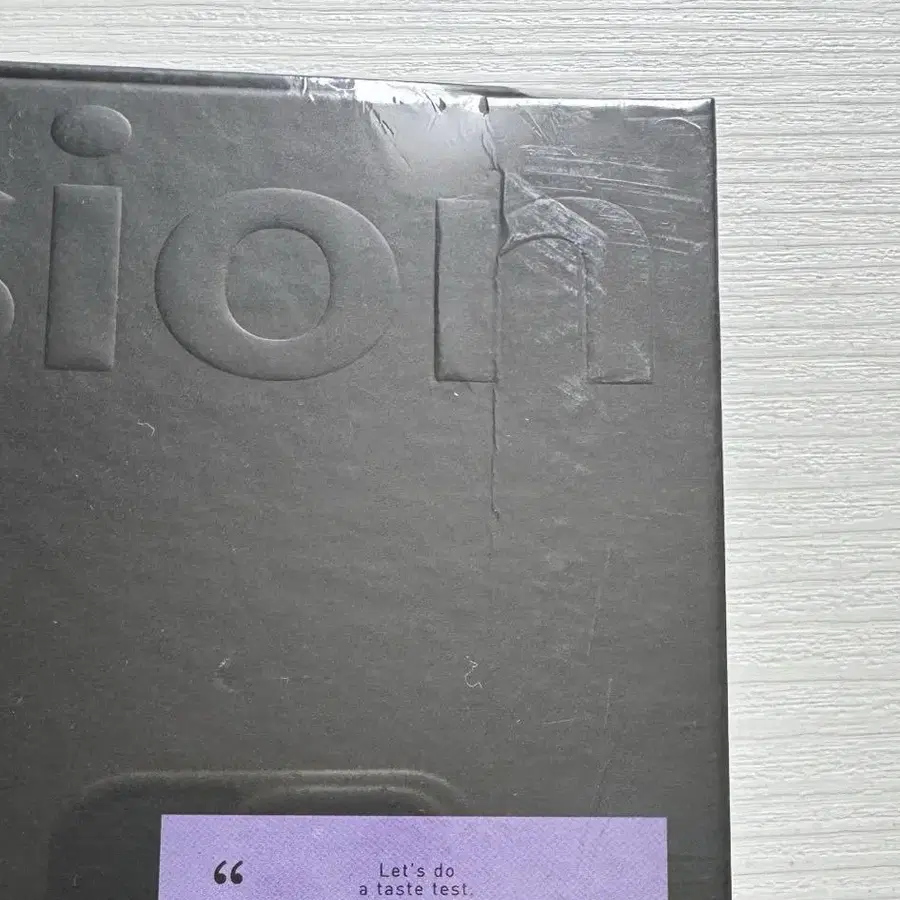 sion
“
Let's do
a taste test.